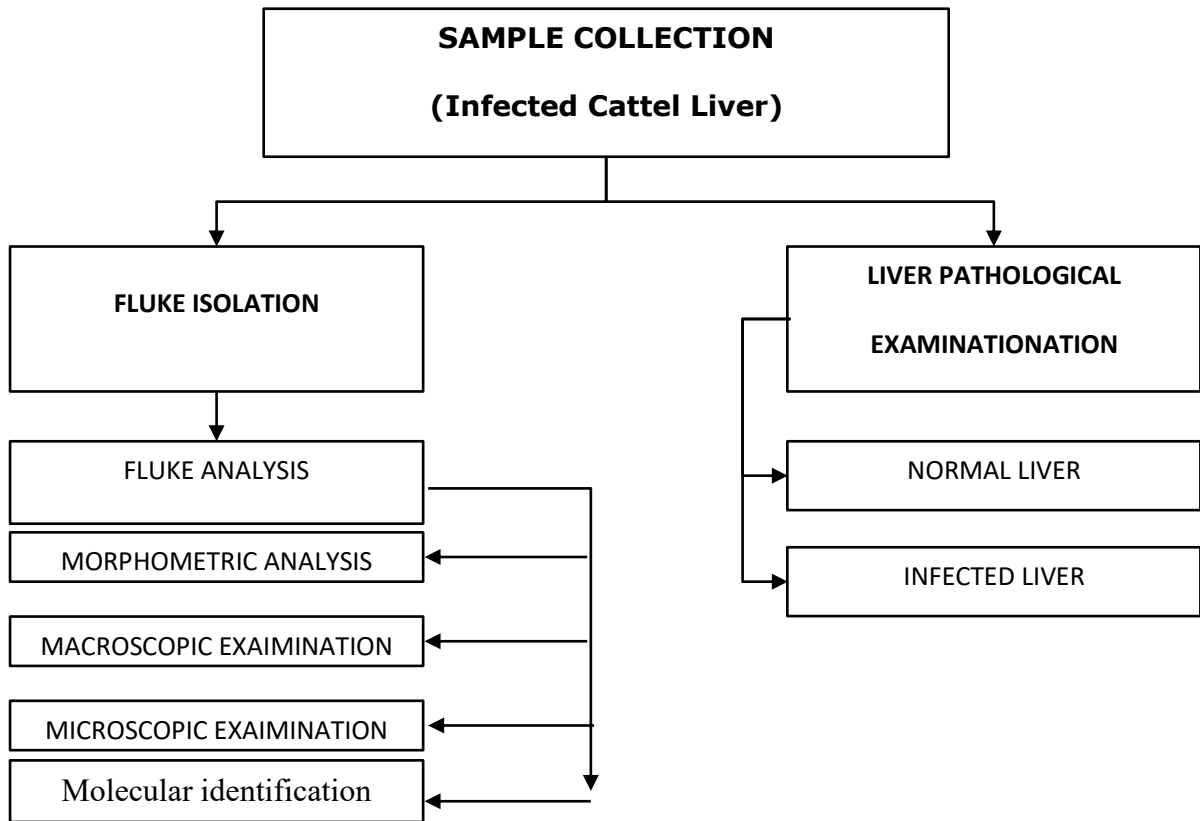 SAMPLE COLLECTION
(Infected Cattel Liver)
FLUKE ISOLATION
LIVER PATHOLOGICAL
EXAMINATIONATION
FLUKE ANALYSIS
NORMAL LIVER
MORPHOMETRIC ANALYSIS
INFECTED LIVER
MACROSCOPIC EXAIMINATION
MICROSCOPIC EXAIMINATION
Molecular identification